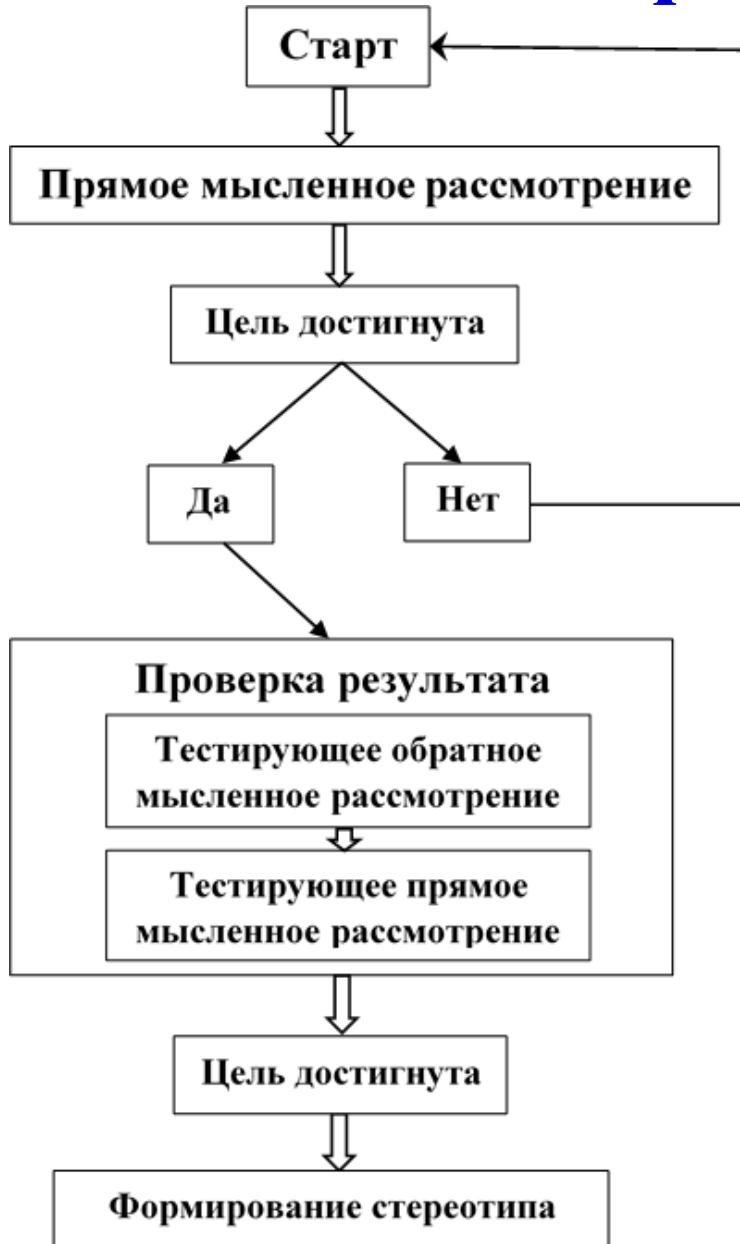 Старт
Прямое мысленное рассмотрение
Цель достигнута
Да
Нет
Проверка результата
Тестирующее обратное
мысленное рассмотрение
Тестирующее прямое
мысленное рассмотрение
Цель достигнута
Формирование стереотипа